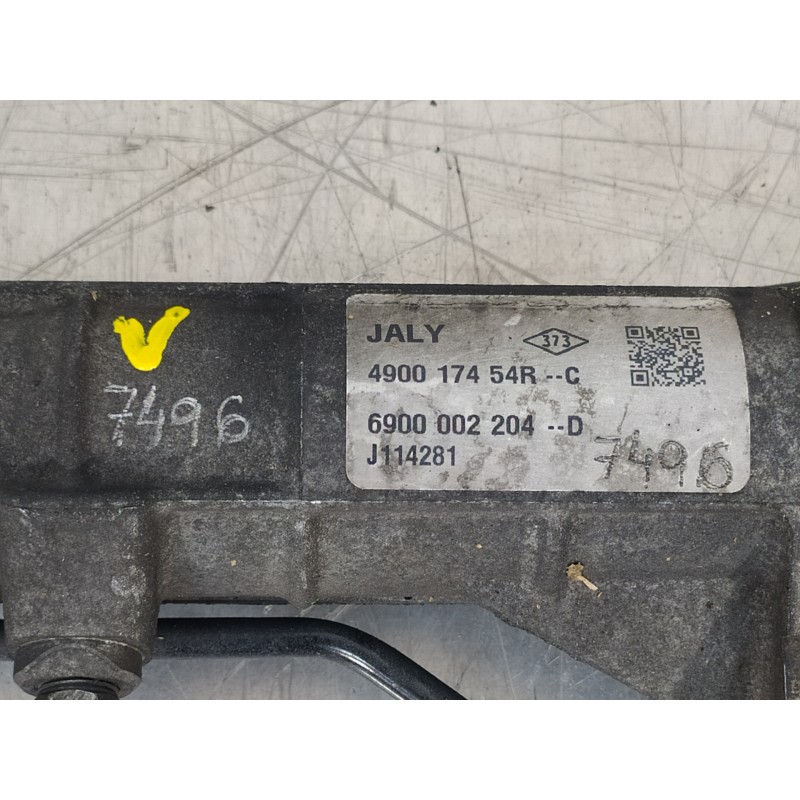 JALY 373
4900 174 54R --C
6900 002 204 --D
J114281
7496
7496